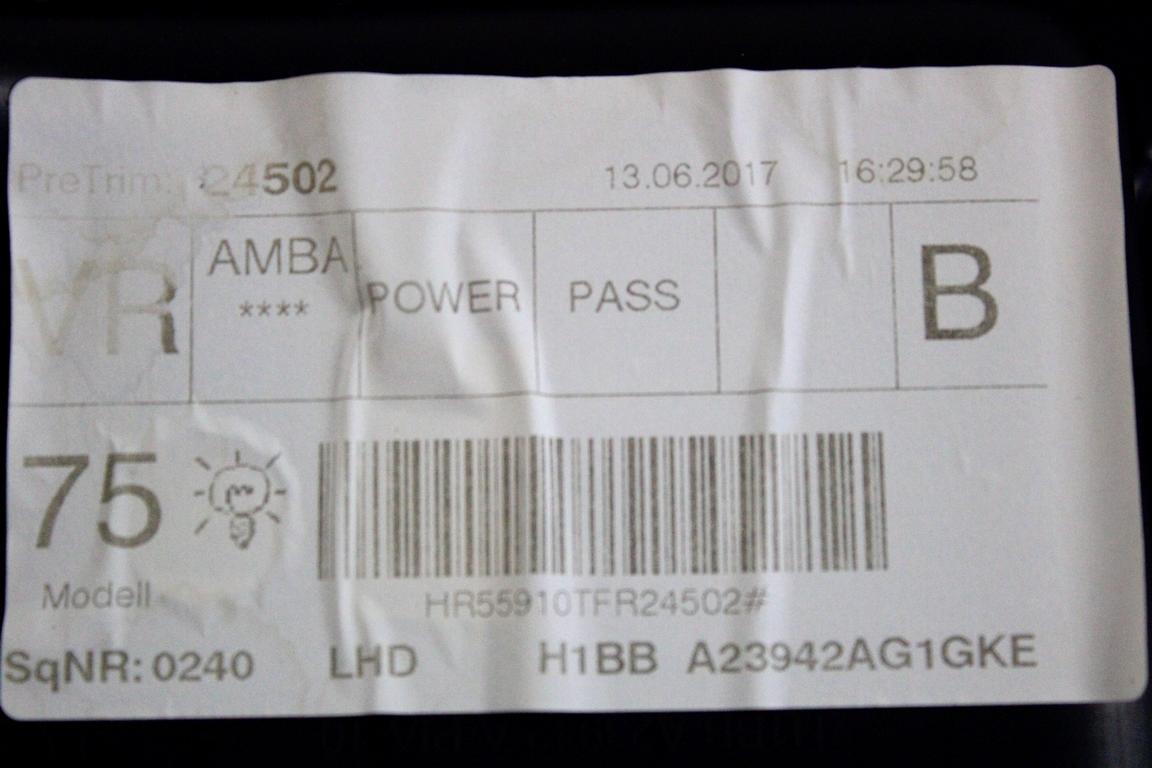 PreTrim: 24502 13.06.2017 16:29:58
VR AMBA **** POWER PASS B
75
Modell
HR55910TFR24502#
SqNR: 0240 LHD H1BB A23942AG1GKE